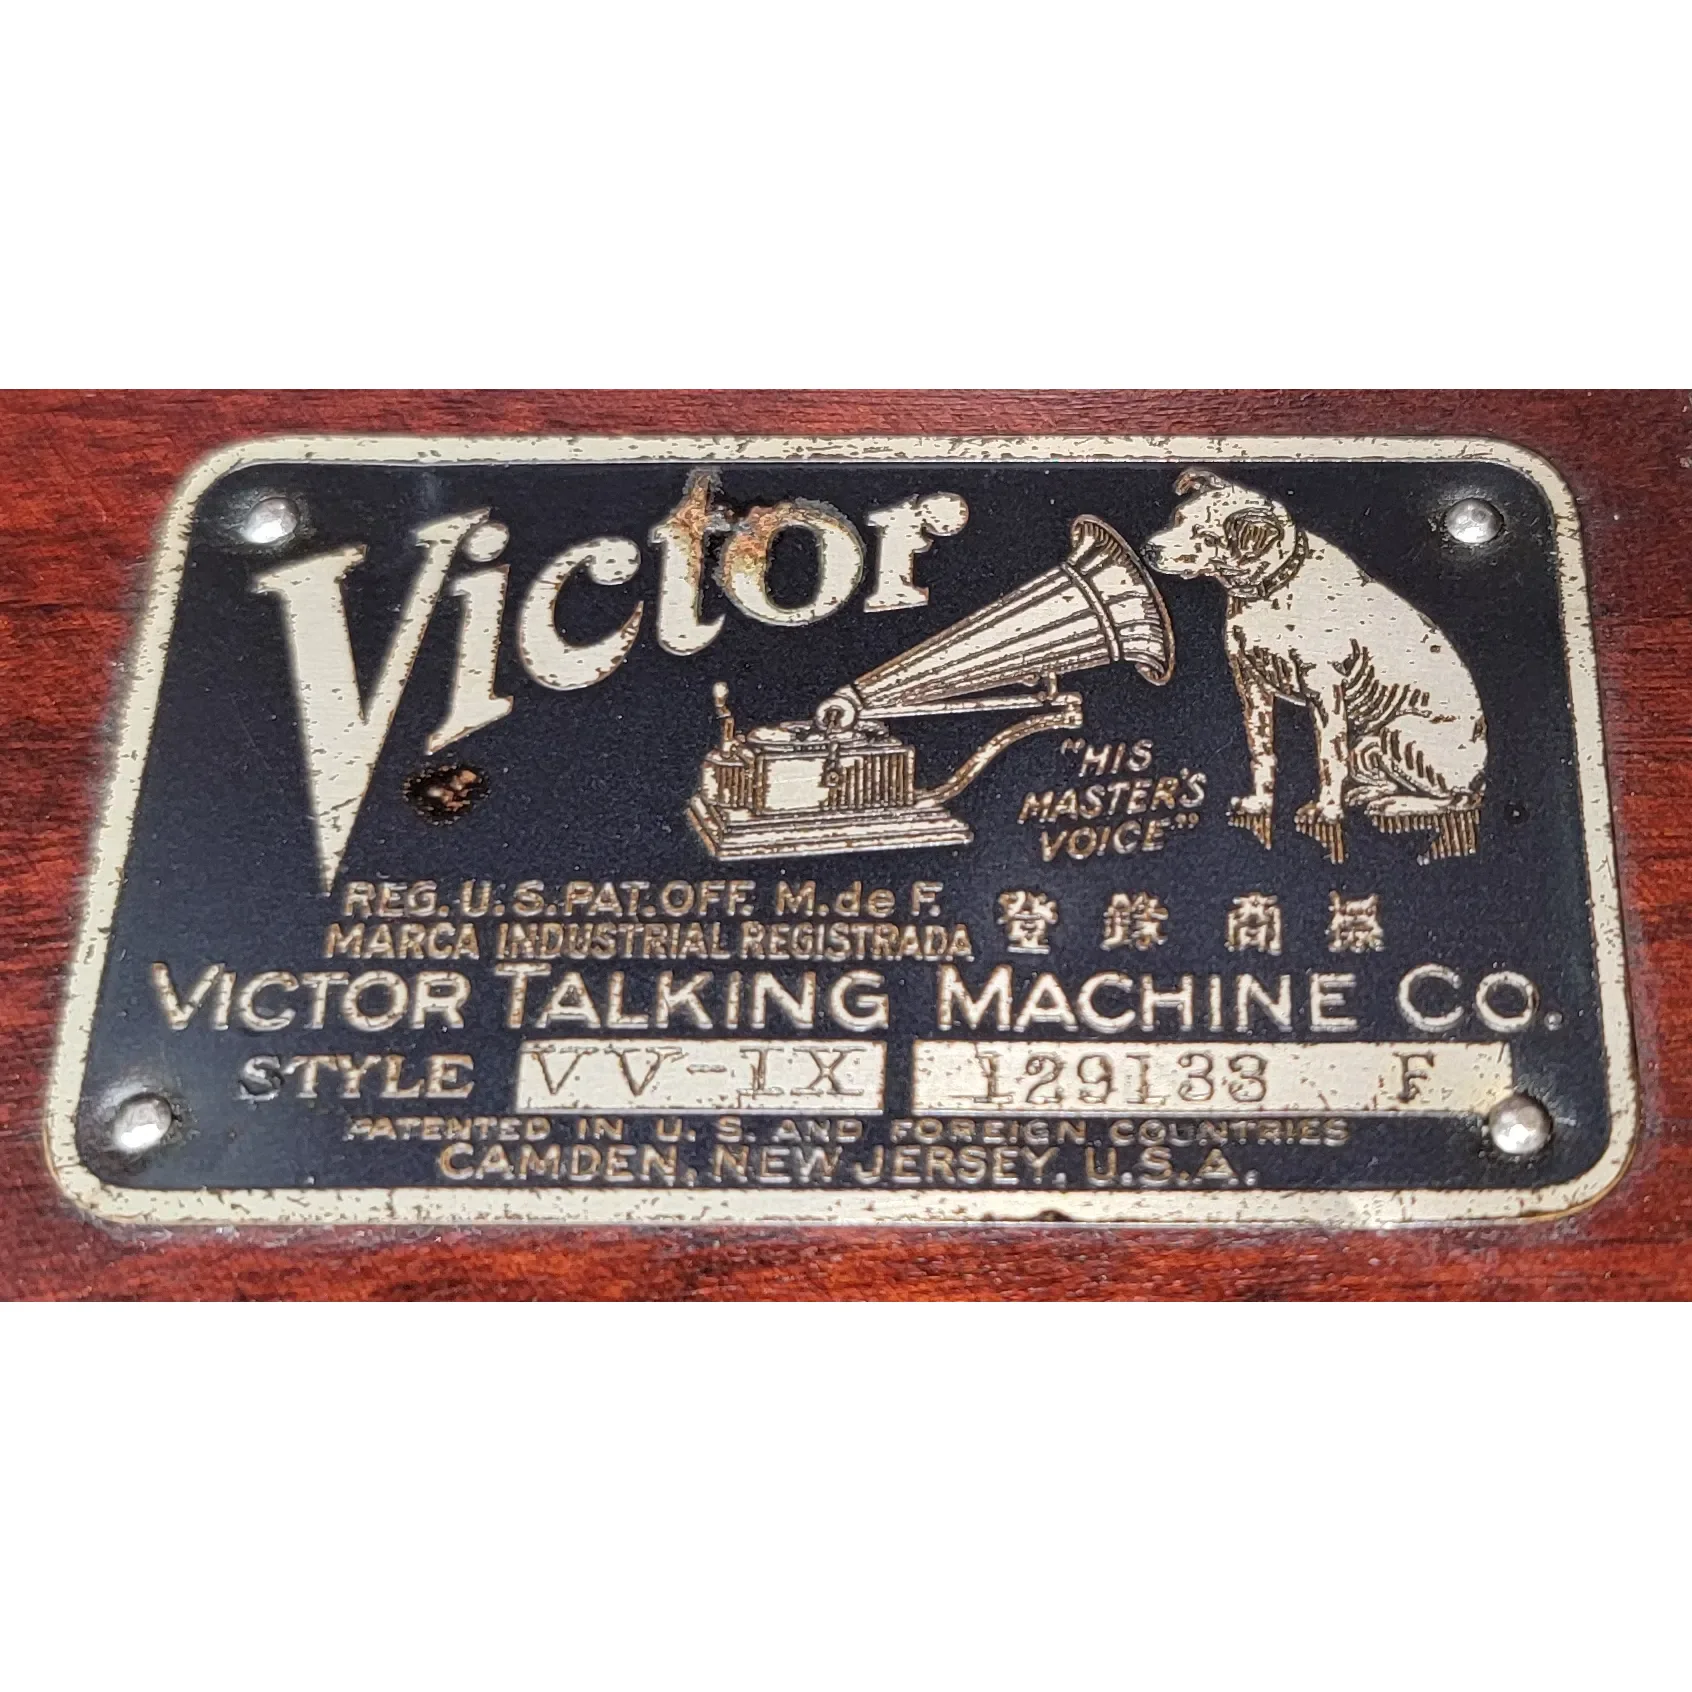 Victor
"HIS
MASTER'S
VOICE"
REG. U. S. PAT. OFF. M. de F.
MARCA INDUSTRIAL REGISTRADA 登錄商標
VICTOR TALKING MACHINE CO.
STYLE VV-IX 129133 F
PATENTED IN U. S. AND FOREIGN COUNTRIES
CAMDEN, NEW JERSEY, U.S.A.